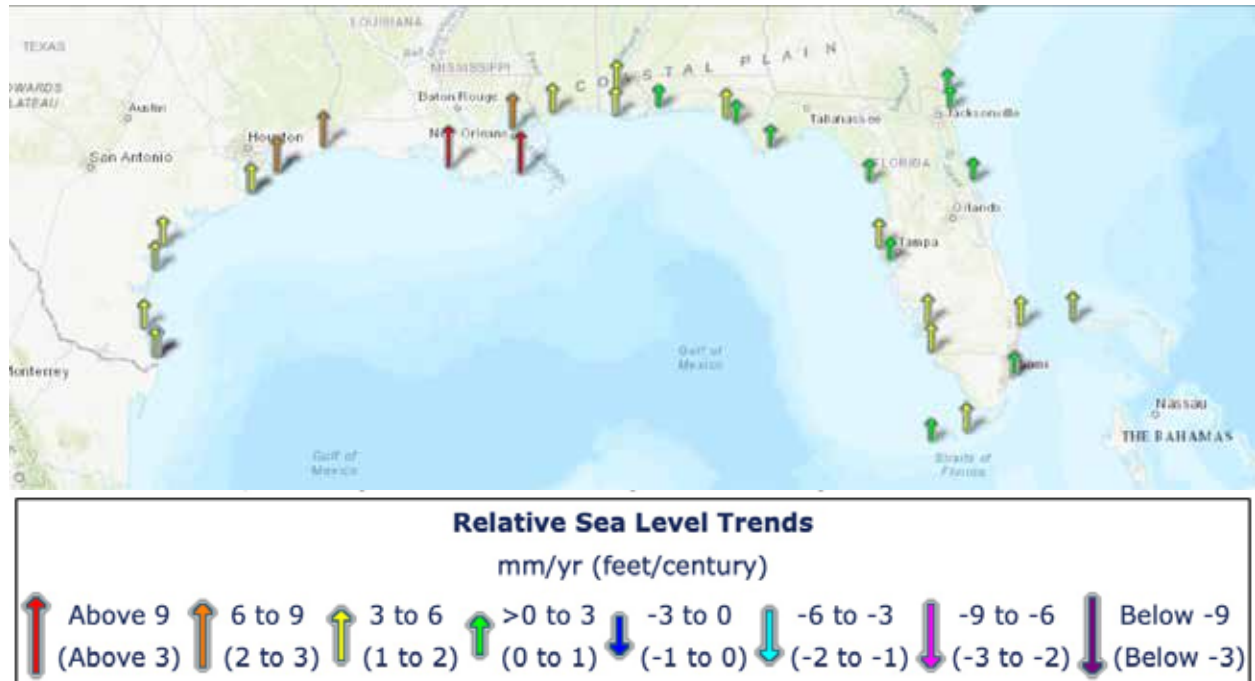 LOUISIANA
TEXAS
MISSISSIPPI
COASTAL PLAIN
Austin
Baton Rouge
Tallahassee
Jacksonville
Houston
New Orleans
San Antonio
FLORIDA
Orlando
Tampa
Gulf of
Mexico
Monterrey
Nassau
THE BAHAMAS
Gulf of
Mexico
Straits of
Florida
Relative Sea Level Trends
mm/yr (feet/century)
Above 9 6 to 9 3 to 6 >0 to 3 -3 to 0 -6 to -3 -9 to -6 Below -9
(Above 3) (2 to 3) (1 to 2) (0 to 1) (-1 to 0) (-2 to -1) (-3 to -2) (Below -3)